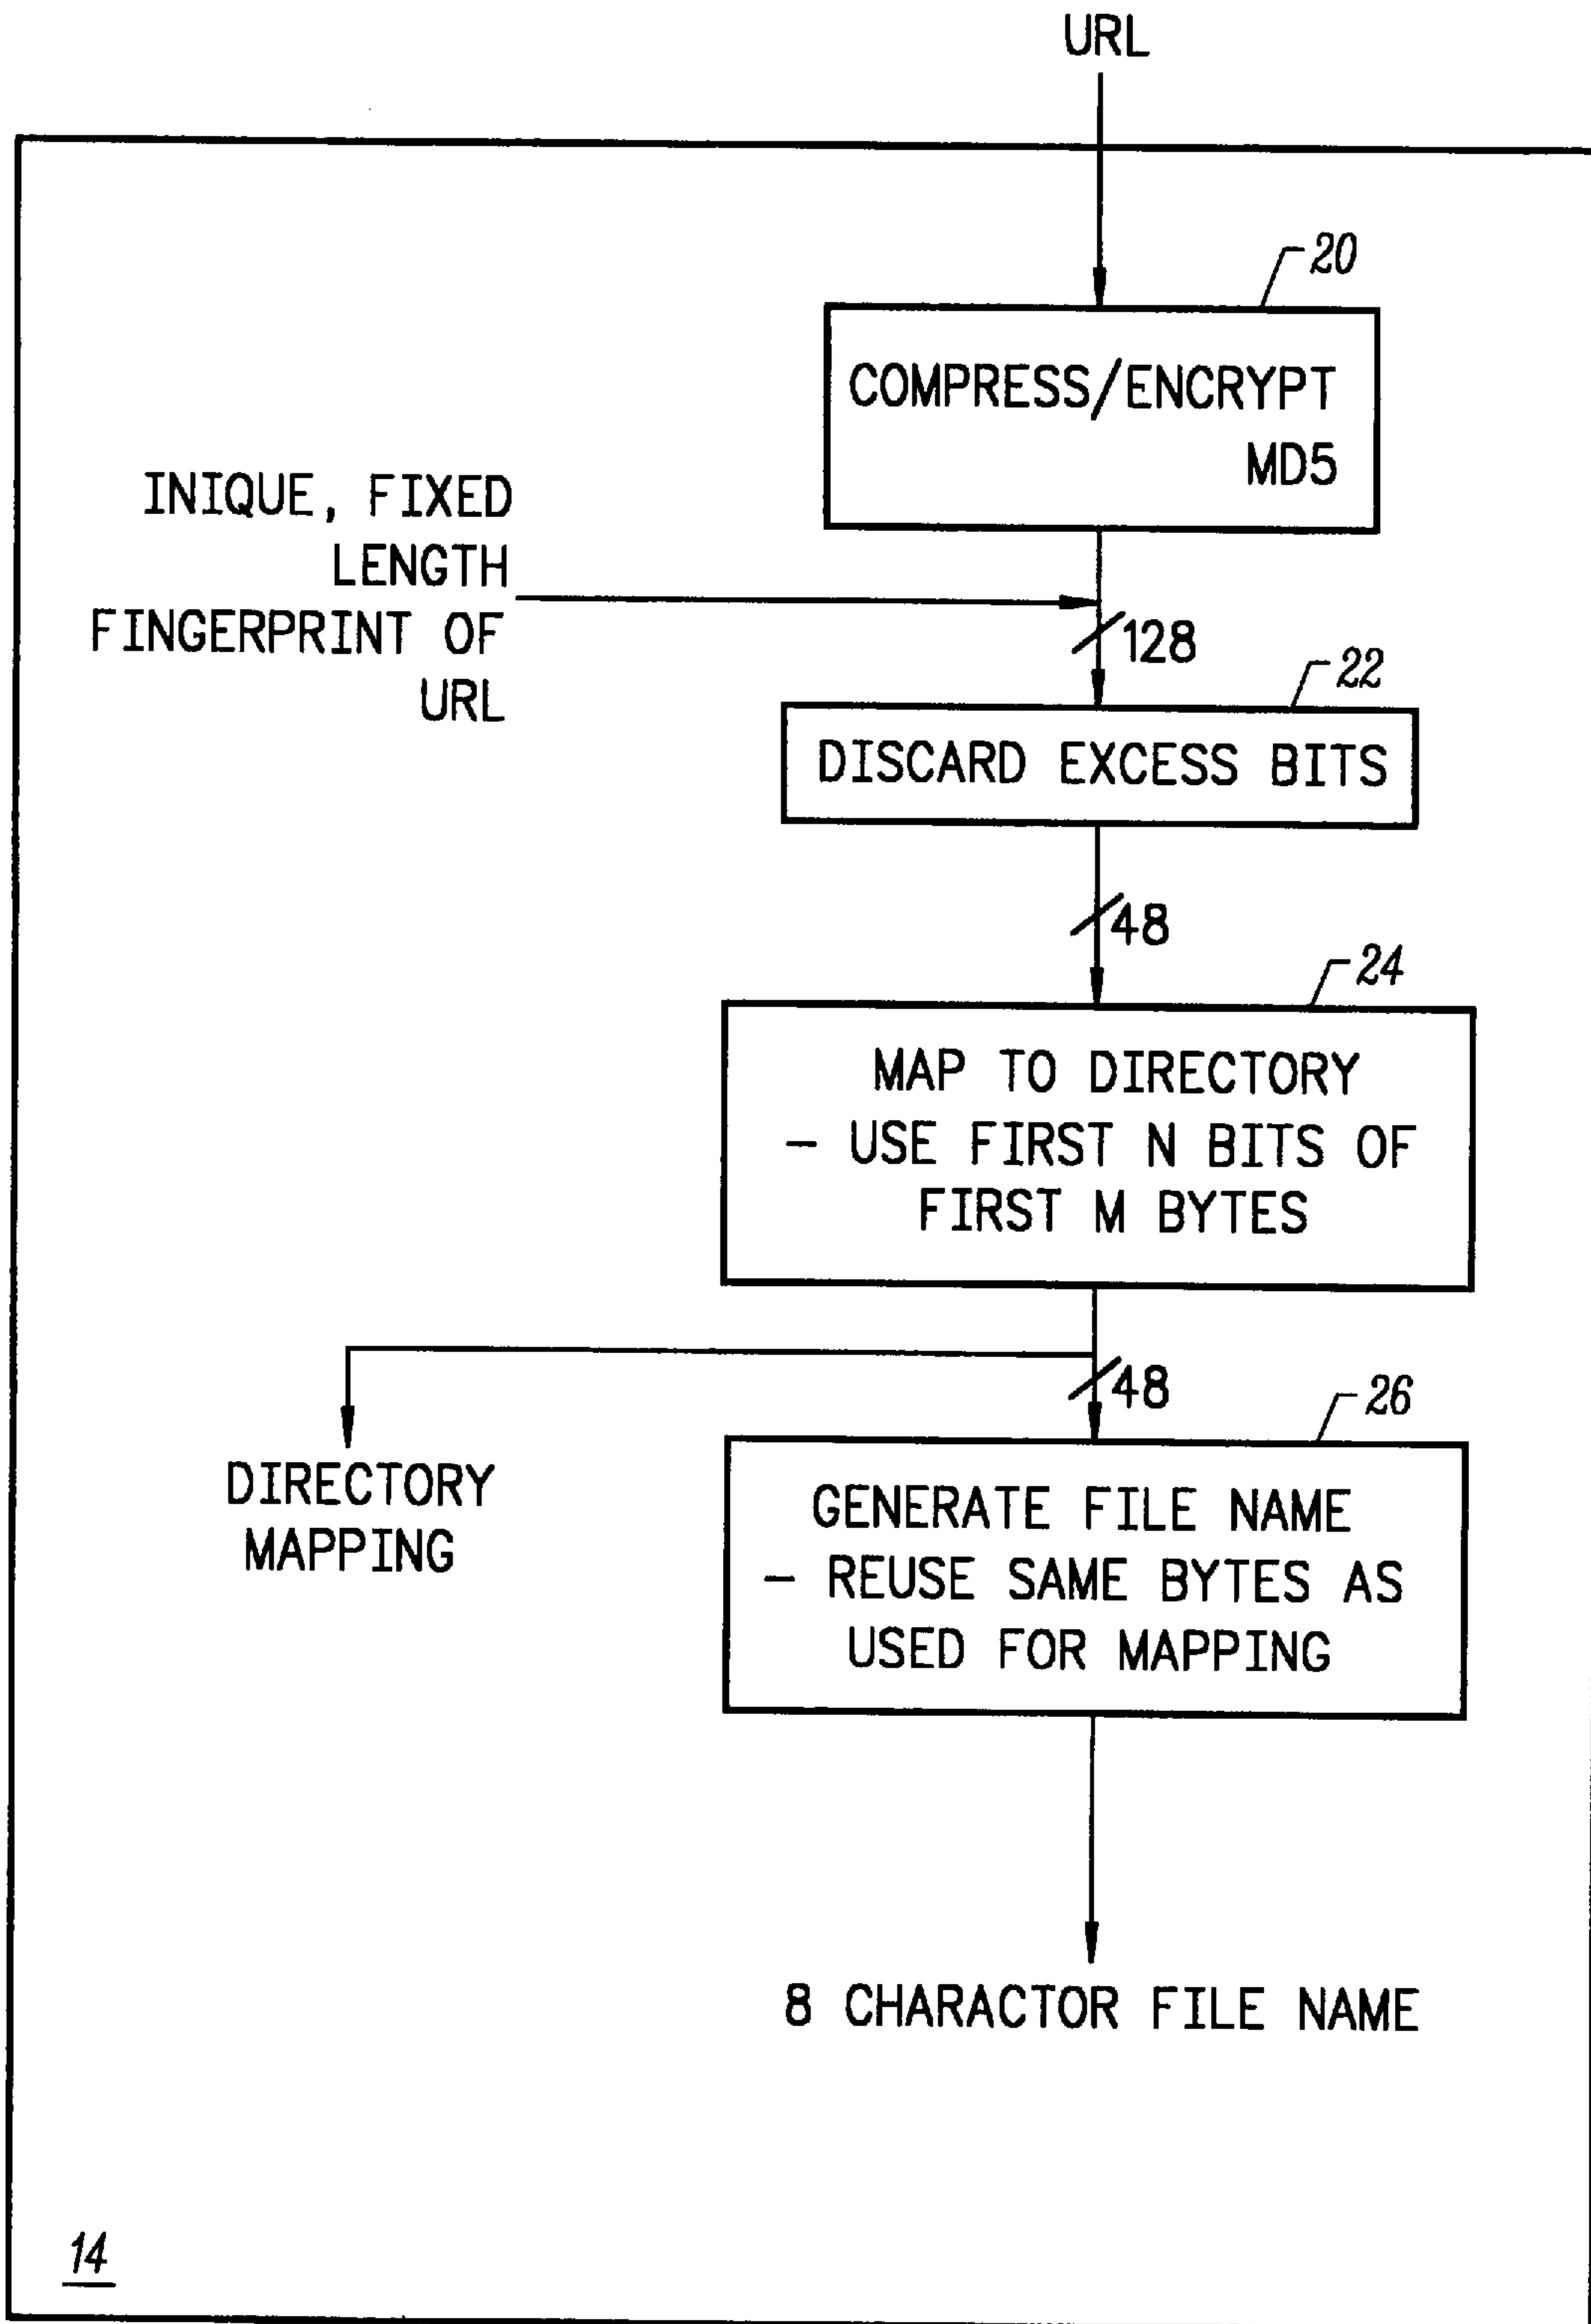 URL
20
COMPRESS/ENCRYPT
MD5
INIQUE, FIXED
LENGTH
FINGERPRINT OF
URL
128
22
DISCARD EXCESS BITS
48
24
MAP TO DIRECTORY
– USE FIRST N BITS OF
FIRST M BYTES
48
26
DIRECTORY
MAPPING
GENERATE FILE NAME
– REUSE SAME BYTES AS
USED FOR MAPPING
8 CHARACTOR FILE NAME
14